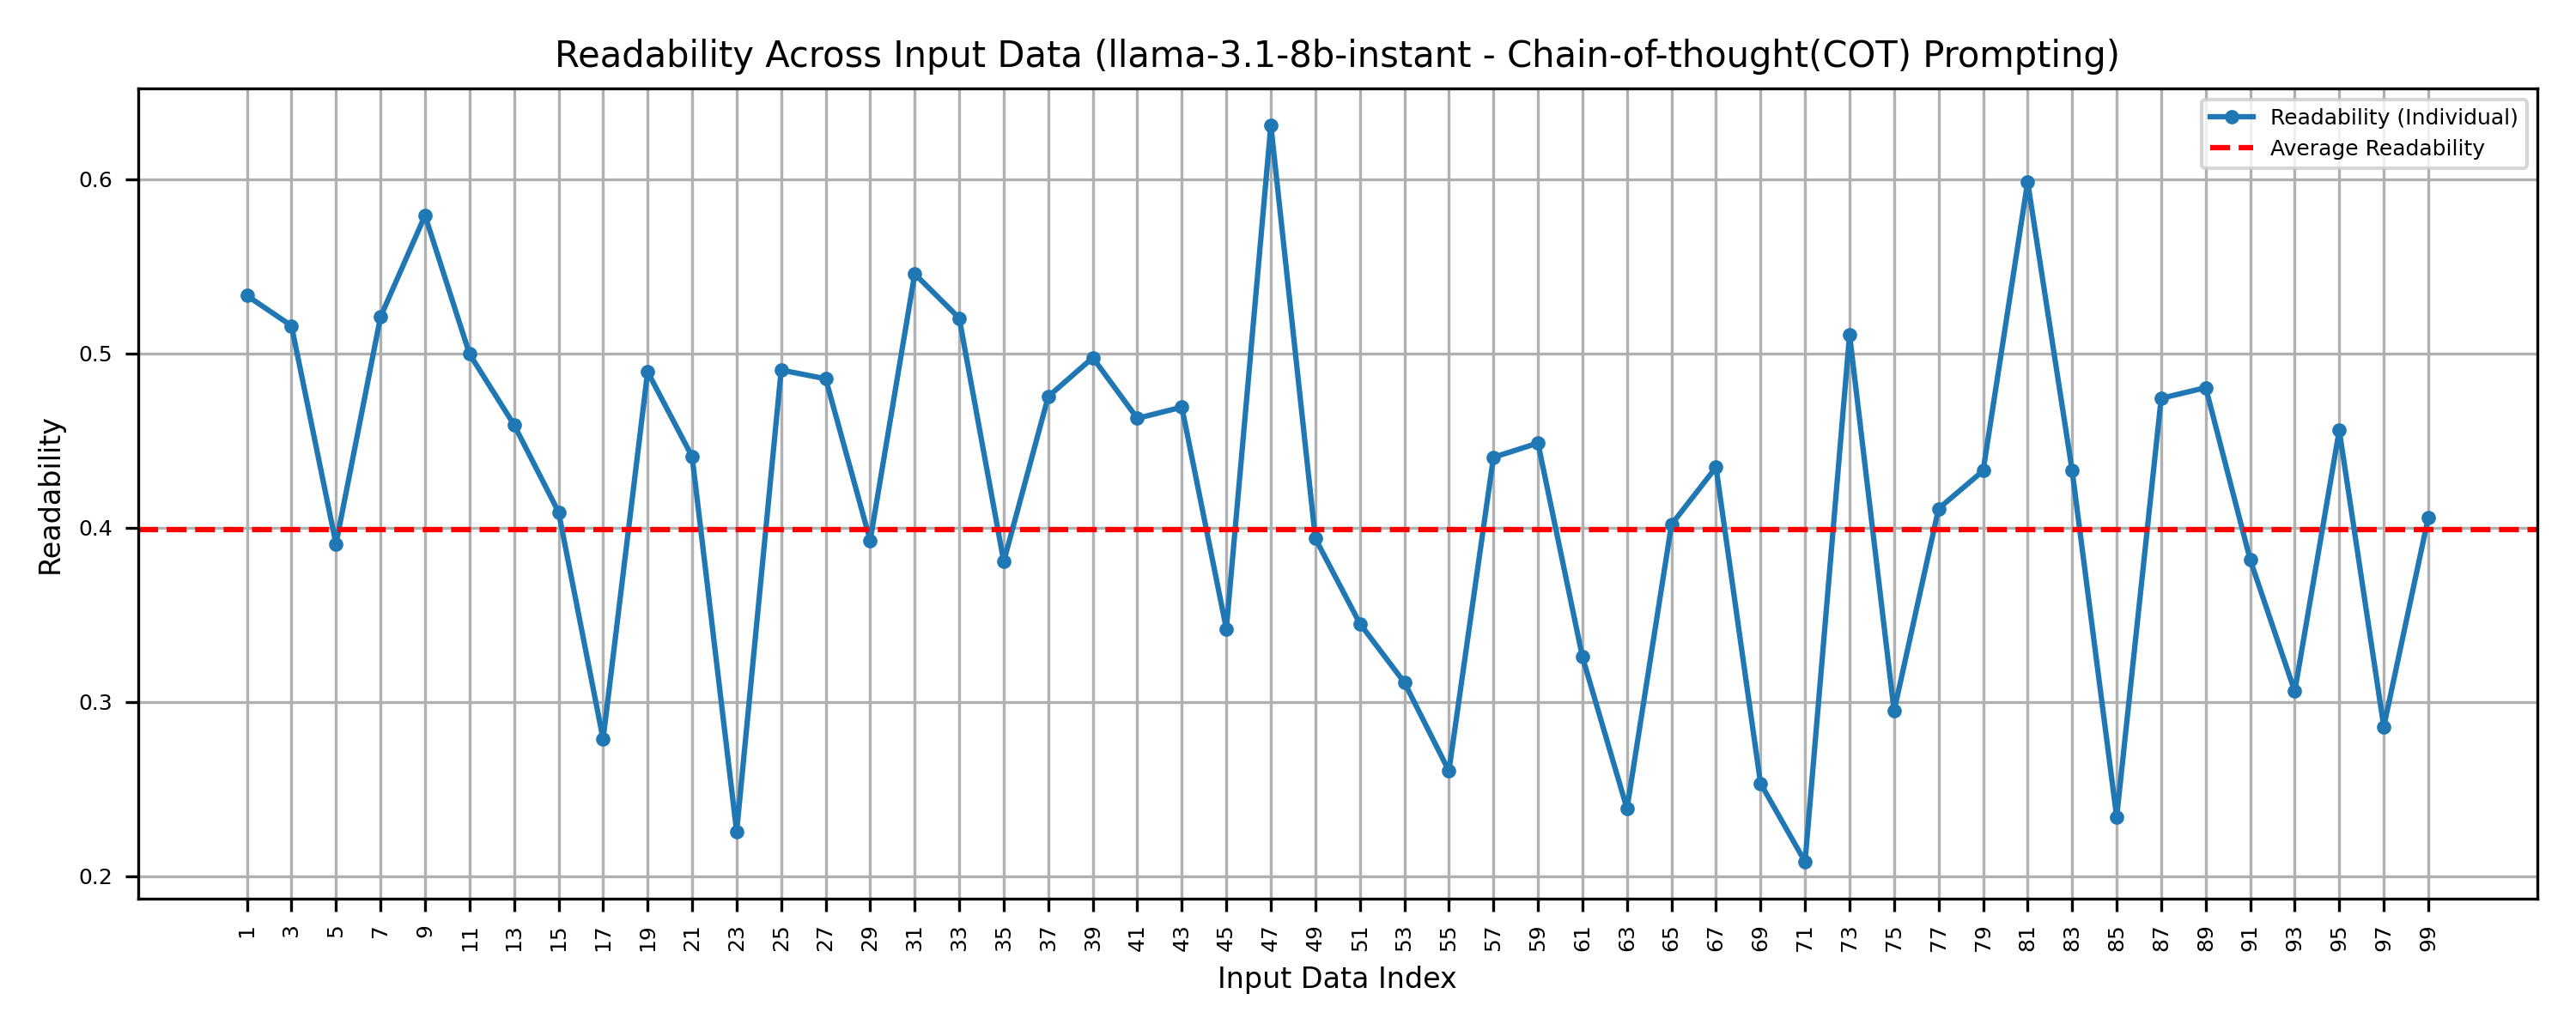 Readability Across Input Data (llama-3.1-8b-instant - Chain-of-thought(COT) Prompting)
Readability (Individual)
Average Readability
Readability
0.6
0.5
0.4
0.3
0.2
1 3 5 7 9 11 13 15 17 19 21 23 25 27 29 31 33 35 37 39 41 43 45 47 49 51 53 55 57 59 61 63 65 67 69 71 73 75 77 79 81 83 85 87 89 91 93 95 97 99
Input Data Index